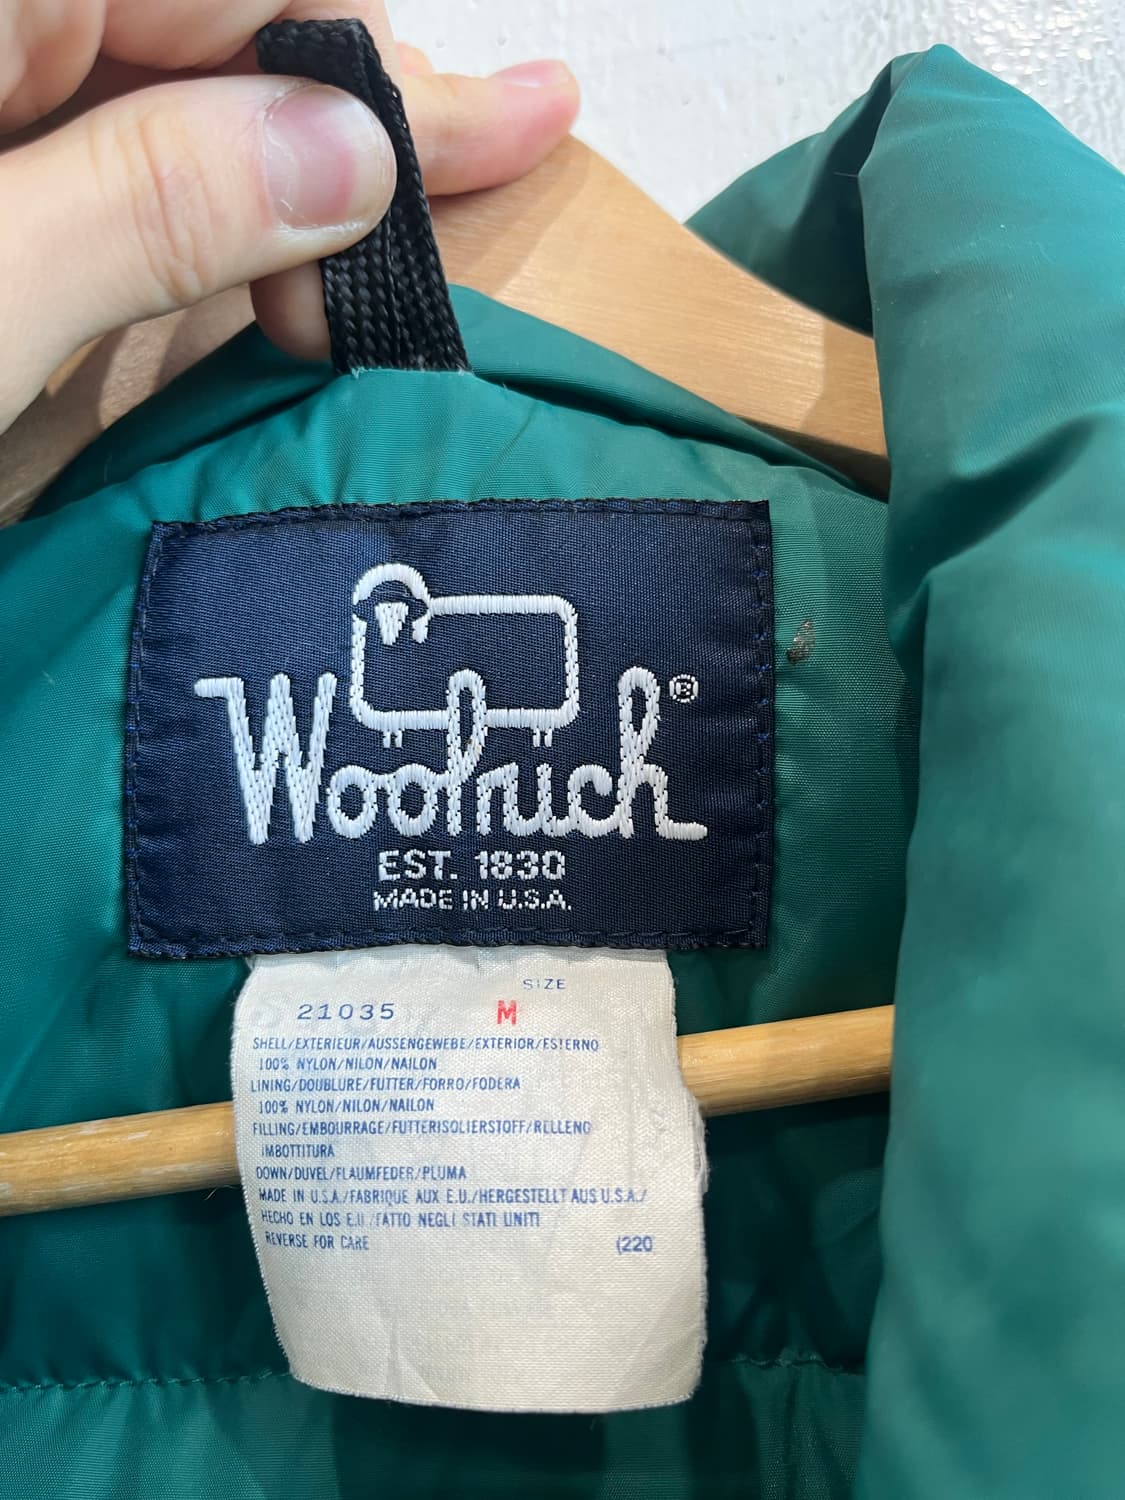 Woolrich®
EST. 1830
MADE IN U.S.A.
SIZE
21035 M
SHELL/EXTERIEUR/AUSSENGEWEBE/EXTERIOR/ESTERNO
100% NYLON/NILON/NAILON
LINING/DOUBLURE/FUTTER/FORRO/FODERA
100% NYLON/NILON/NAILON
FILLING/EMBOURRAGE/FUTTERISOLIERSTOFF/RELLENO
IMBOTTITURA
DOWN/DUVEL/FLAUMFEDER/PLUMA
MADE IN U.S.A./FABRIQUE AUX E.U./HERGESTELLT AUS U.S.A./
HECHO EN LOS E.U./FATTO NEGLI STATI UNITI
REVERSE FOR CARE (220